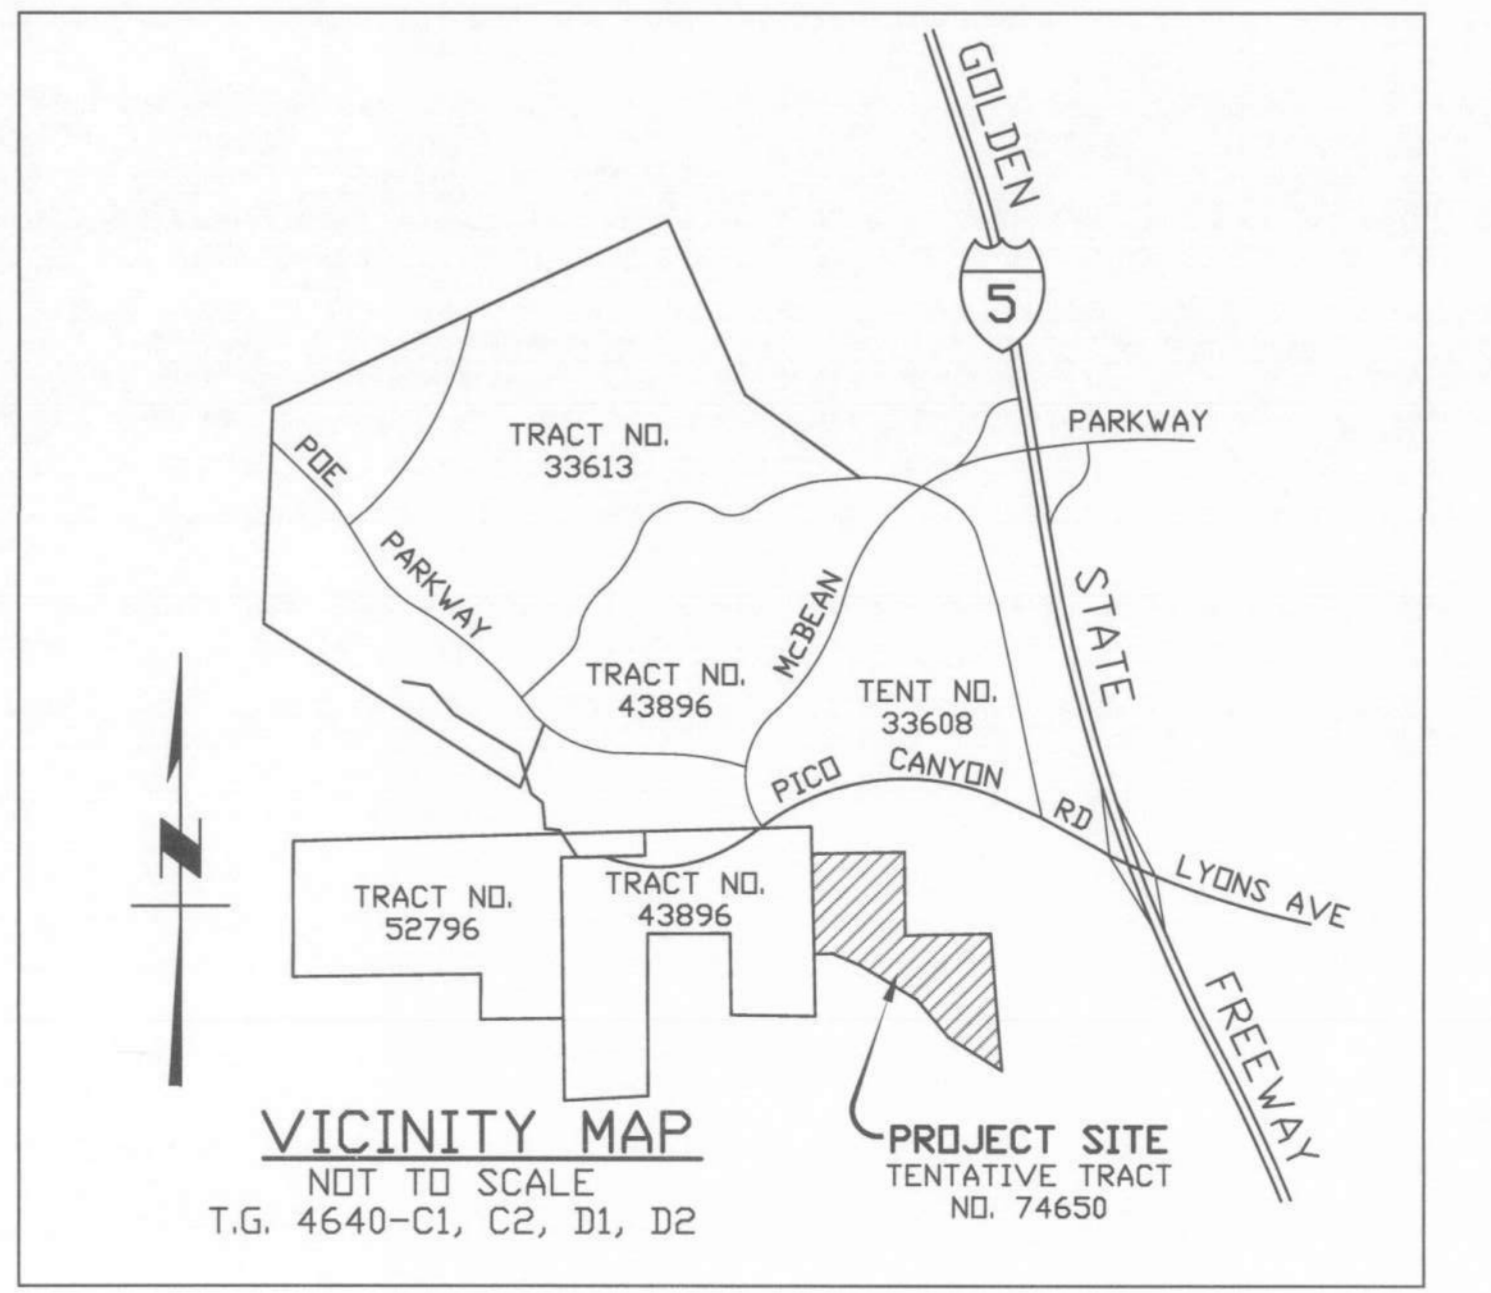 GOLDEN
5
PARKWAY
TRACT NO.
33613
POE
PARKWAY
STATE
McBEAN
TRACT NO.
43896
TENT NO.
33608
PICO CANYON RD
LYONS AVE
N
TRACT NO.
52796
TRACT NO.
43896
FREEWAY
VICINITY MAP
NOT TO SCALE
T.G. 4640-C1, C2, D1, D2
PROJECT SITE
TENTATIVE TRACT
NO. 74650